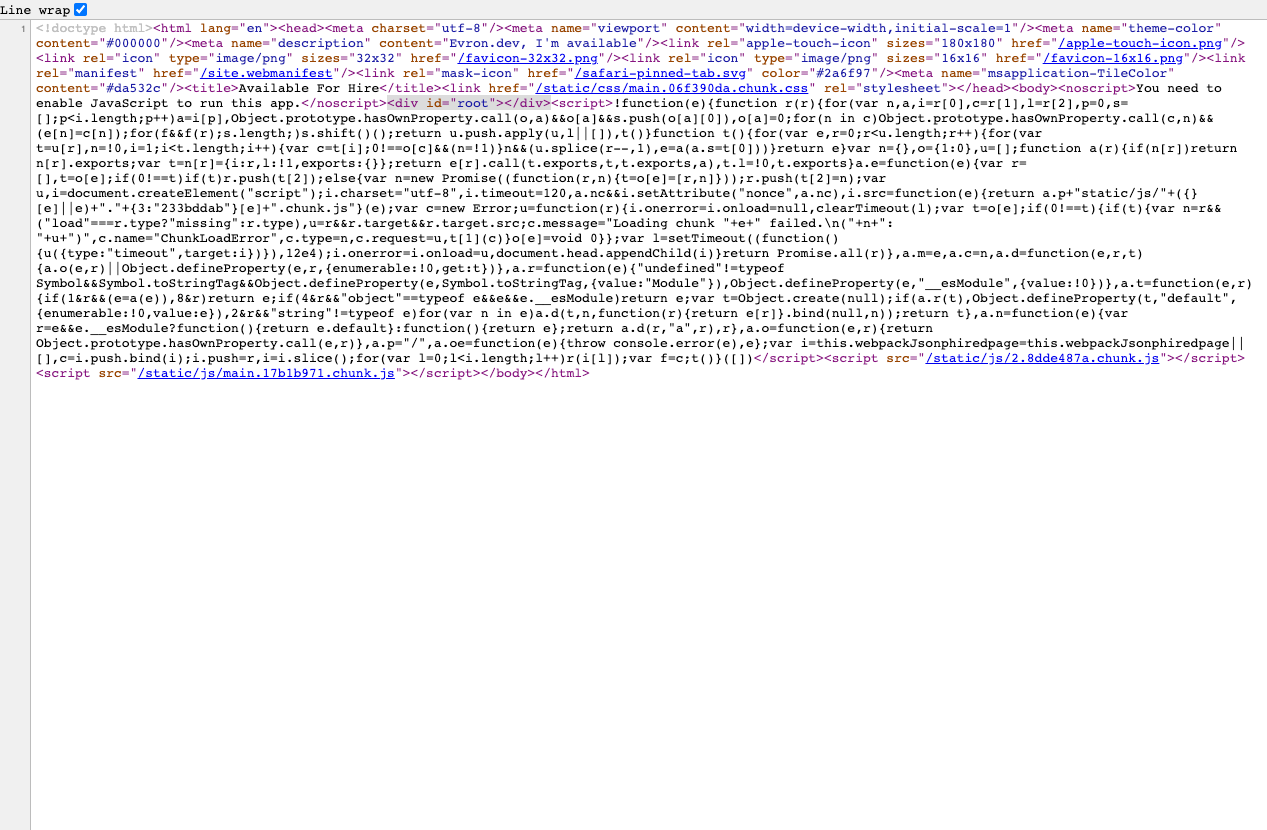 Line wrap
1
<!doctype html><html lang="en"><head><meta charset="utf-8"/><meta name="viewport" content="width=device-width,initial-scale=1"/><meta name="theme-color"
content="#000000"/><meta name="description" content="Evron.dev, I'm available"/><link rel="apple-touch-icon" sizes="180x180" href="/apple-touch-icon.png"/>
<link rel="icon" type="image/png" sizes="32x32" href="/favicon-32x32.png"/><link rel="icon" type="image/png" sizes="16x16" href="/favicon-16x16.png"/><link
rel="manifest" href="/site.webmanifest"/><link rel="mask-icon" href="/safari-pinned-tab.svg" color="#2a6f97"/><meta name="msapplication-TileColor"
content="#da532c"/><title>Available For Hire</title><link href="/static/css/main.06f390da.chunk.css" rel="stylesheet"></head><body><noscript>You need to
enable JavaScript to run this app.</noscript><div id="root"></div><script>!function(e){function r(r){for(var n,a,i=r[0],c=r[1],l=r[2],p=0,s=
[];p<i.length;p++)a=i[p],Object.prototype.hasOwnProperty.call(o,a)&&o[a]&&s.push(o[a][0]),o[a]=0;for(n in c)Object.prototype.hasOwnProperty.call(c,n)&&
(e[n]=c[n]);for(f&&f(r);s.length;)s.shift()();return u.push.apply(u,l||[]),t()}function t(){for(var e,r=0;r<u.length;r++){for(var
t=u[r],n=!0,i=1;i<t.length;i++){var c=t[i];0!==o[c]&&(n=!1)}n&&(u.splice(r--,1),e=a(a.s=t[0]))}return e}var n={},o={1:0},u=[];function a(r){if(n[r])return
n[r].exports;var t=n[r]={i:r,l:!1,exports:{}};return e[r].call(t.exports,t,t.exports,a),t.l=!0,t.exports}a.e=function(e){var r=
[],t=o[e];if(0!==t)if(t)r.push(t[2]);else{var n=new Promise((function(r,n){t=o[e]=[r,n]}));r.push(t[2]=n);var
u,i=document.createElement("script");i.charset="utf-8",i.timeout=120,a.nc&&i.setAttribute("nonce",a.nc),i.src=function(e){return a.p+"static/js/"+({}
[e]||e)+"."+{3:"233bddab"}[e]+".chunk.js"}(e);var c=new Error;u=function(r){i.onerror=i.onload=null,clearTimeout(l);var t=o[e];if(0!==t){if(t){var n=r&&
("load"===r.type?"missing":r.type),u=r&&r.target&&r.target.src;c.message="Loading chunk "+e+" failed.\n("+n+":
"+u+")",c.name="ChunkLoadError",c.type=n,c.request=u,t[1](c)}o[e]=void 0}};var l=setTimeout((function()
{u({type:"timeout",target:i})}),12e4);i.onerror=i.onload=u,document.head.appendChild(i)}return Promise.all(r)},a.m=e,a.c=n,a.d=function(e,r,t)
{a.o(e,r)||Object.defineProperty(e,r,{enumerable:!0,get:t})},a.r=function(e){"undefined"!=typeof
Symbol&&Symbol.toStringTag&&Object.defineProperty(e,Symbol.toStringTag,{value:"Module"}),Object.defineProperty(e,"__esModule",{value:!0})},a.t=function(e,r)
{if(1&r&&(e=a(e)),8&r)return e;if(4&r&&"object"==typeof e&&e&&e.__esModule)return e;var t=Object.create(null);if(a.r(t),Object.defineProperty(t,"default",
{enumerable:!0,value:e}),2&r&&"string"!=typeof e)for(var n in e)a.d(t,n,function(r){return e[r]}.bind(null,n));return t},a.n=function(e){var
r=e&&e.__esModule?function(){return e.default}:function(){return e};return a.d(r,"a",r),r},a.o=function(e,r){return
Object.prototype.hasOwnProperty.call(e,r)},a.p="/",a.oe=function(e){throw console.error(e),e};var i=this.webpackJsonphiredpage=this.webpackJsonphiredpage||
[],c=i.push.bind(i);i.push=r,i=i.slice();for(var l=0;l<i.length;l++)r(i[l]);var f=c;t()}([])</script><script src="/static/js/2.8dde487a.chunk.js"></script>
<script src="/static/js/main.17b1b971.chunk.js"></script></body></html>